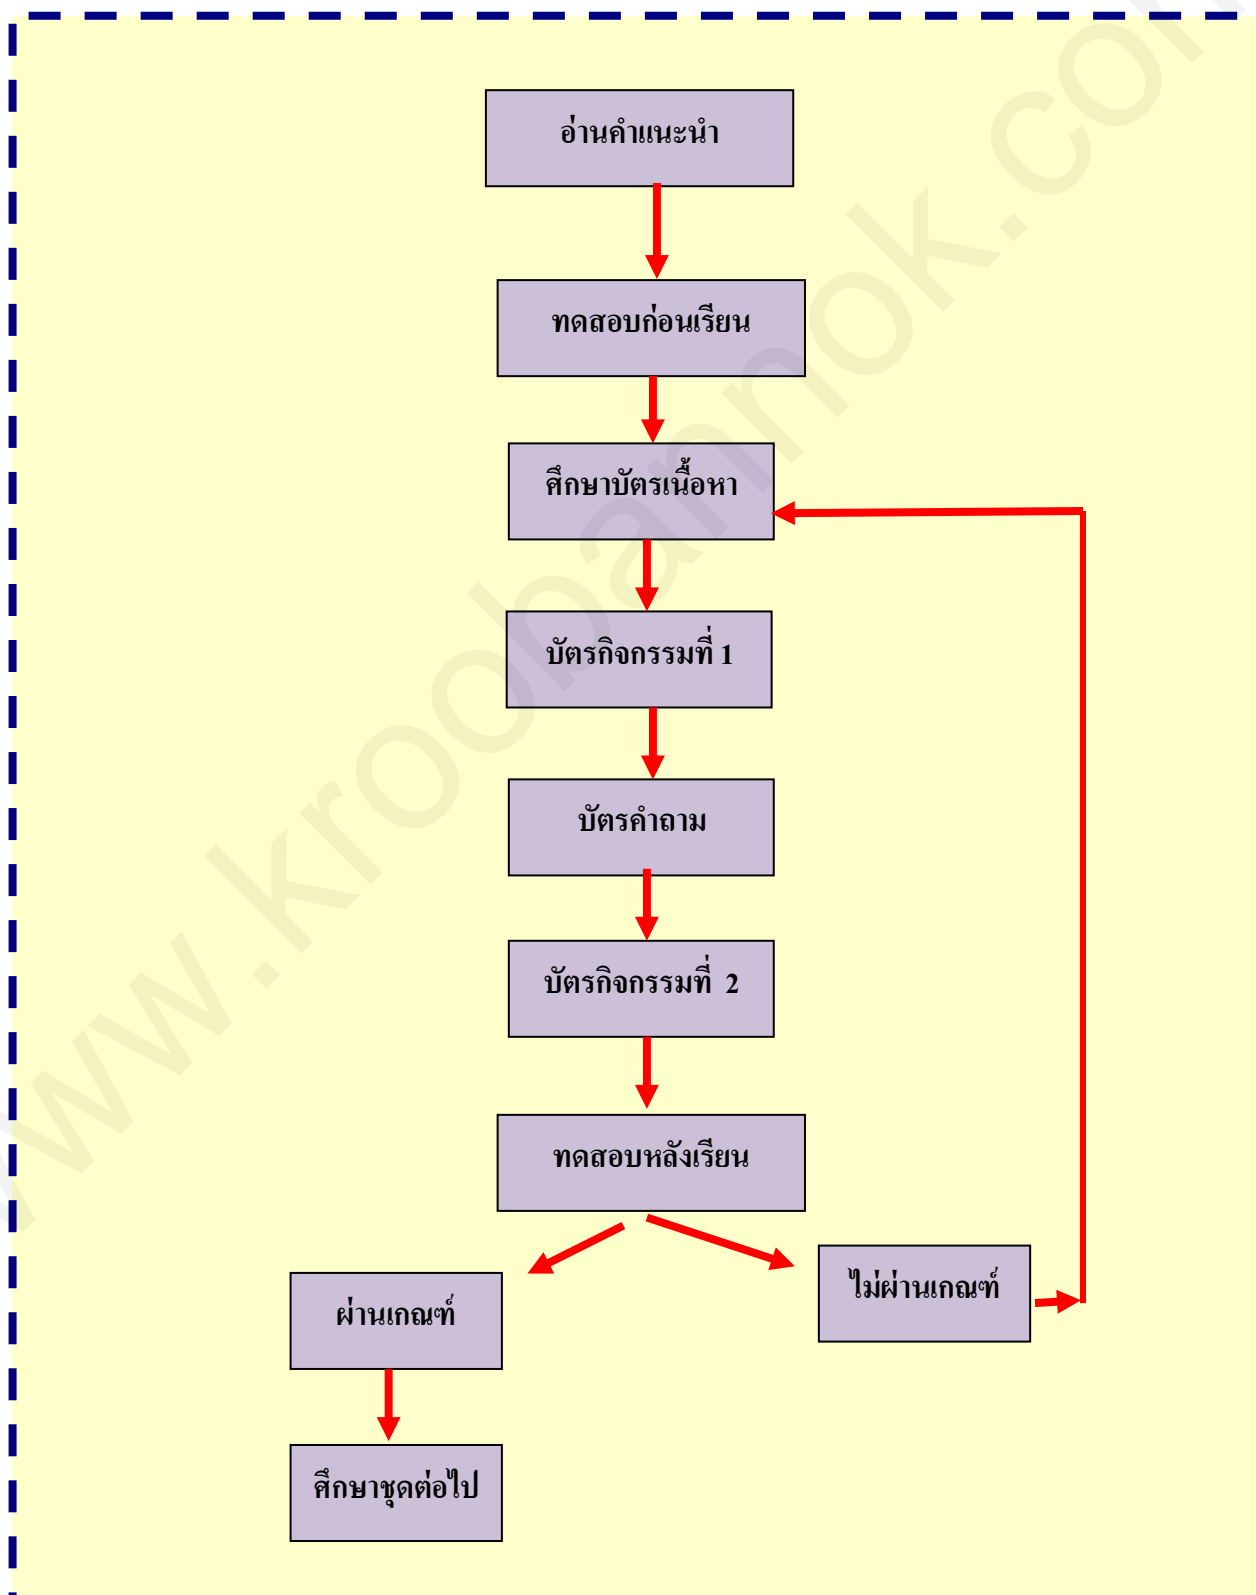 อ่านคำแนะนำ
ทดสอบก่อนเรียน
ศึกษาบัตรเนื้อหา
บัตรกิจกรรมที่ 1
บัตรคำถาม
บัตรกิจกรรมที่ 2
ทดสอบหลังเรียน
ไม่ผ่านเกณฑ์
ผ่านเกณฑ์
ศึกษาชุดต่อไป
www.kroobannok.com